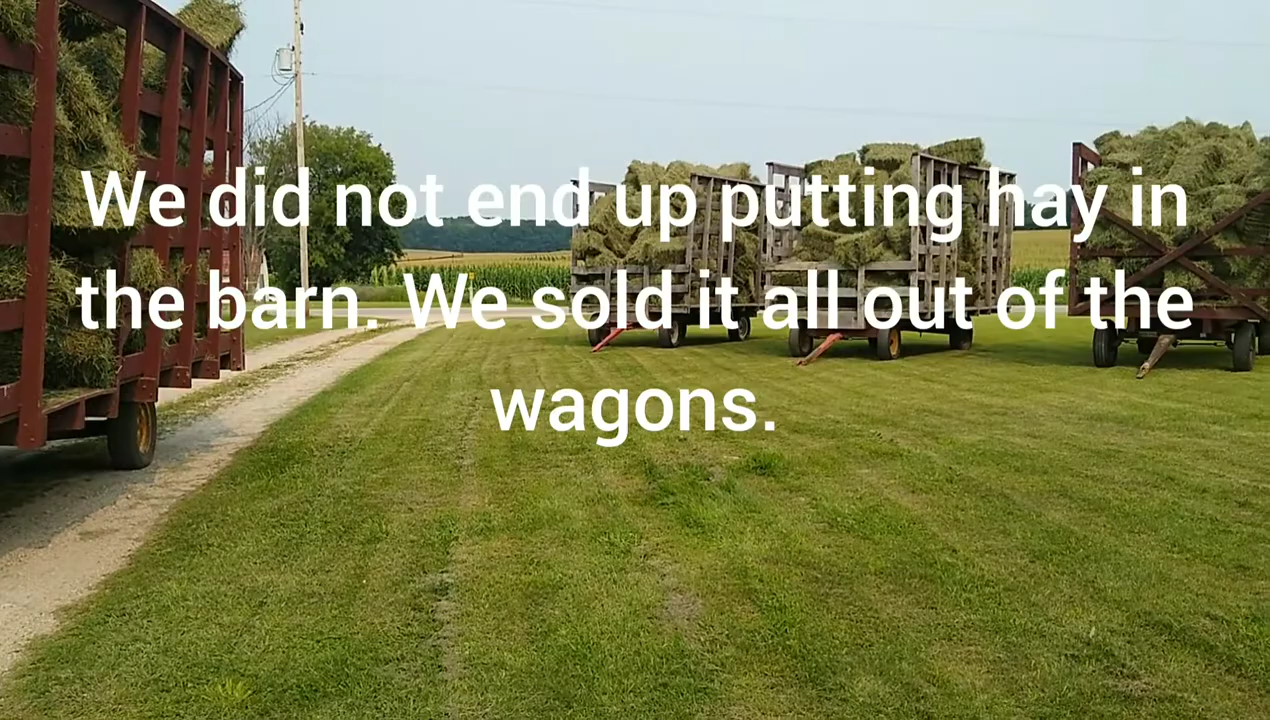 We did not end up putting hay in
the barn. We sold it all out of the
wagons.